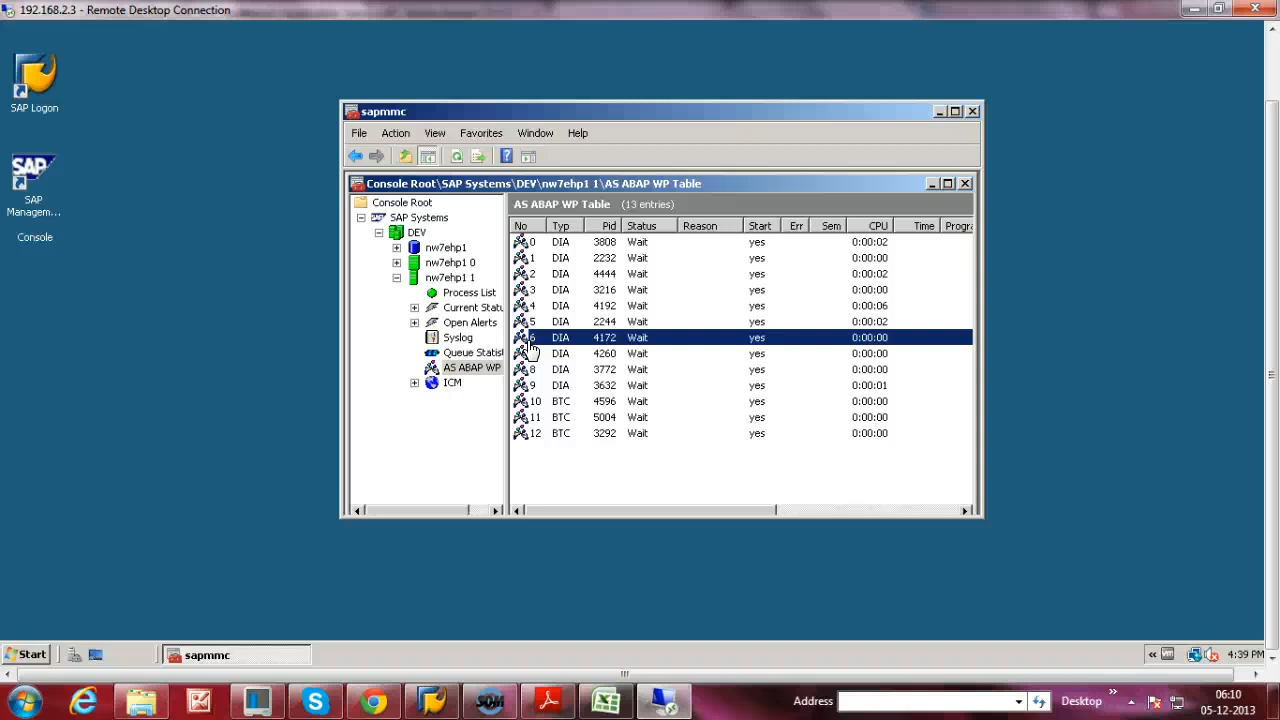 192.168.2.3 - Remote Desktop Connection
SAP Logon
SAP
SAP
Managem...
Console
sapmmc
File Action View Favorites Window Help
Console Root\SAP Systems\DEV\nw7ehp1 1\AS ABAP WP Table
Console Root
SAP Systems
DEV
nw7ehp1
nw7ehp1 0
nw7ehp1 1
Process List
Current Statu
Open Alerts
Syslog
Queue Statist
AS ABAP WP
ICM
AS ABAP WP Table (13 entries)
No Typ Pid Status Reason Start Err Sem CPU Time Progra
0 DIA 3808 Wait yes 0:00:02
1 DIA 2232 Wait yes 0:00:00
2 DIA 4444 Wait yes 0:00:02
3 DIA 3216 Wait yes 0:00:00
4 DIA 4192 Wait yes 0:00:06
5 DIA 2244 Wait yes 0:00:02
6 DIA 4172 Wait yes 0:00:00
DIA 4260 Wait yes 0:00:00
8 DIA 3772 Wait yes 0:00:00
9 DIA 3632 Wait yes 0:00:01
10 BTC 4596 Wait yes 0:00:00
11 BTC 5004 Wait yes 0:00:00
12 BTC 3292 Wait yes 0:00:00
Start sapmmc 4:39 PM
Address Desktop 06:10
05-12-2013